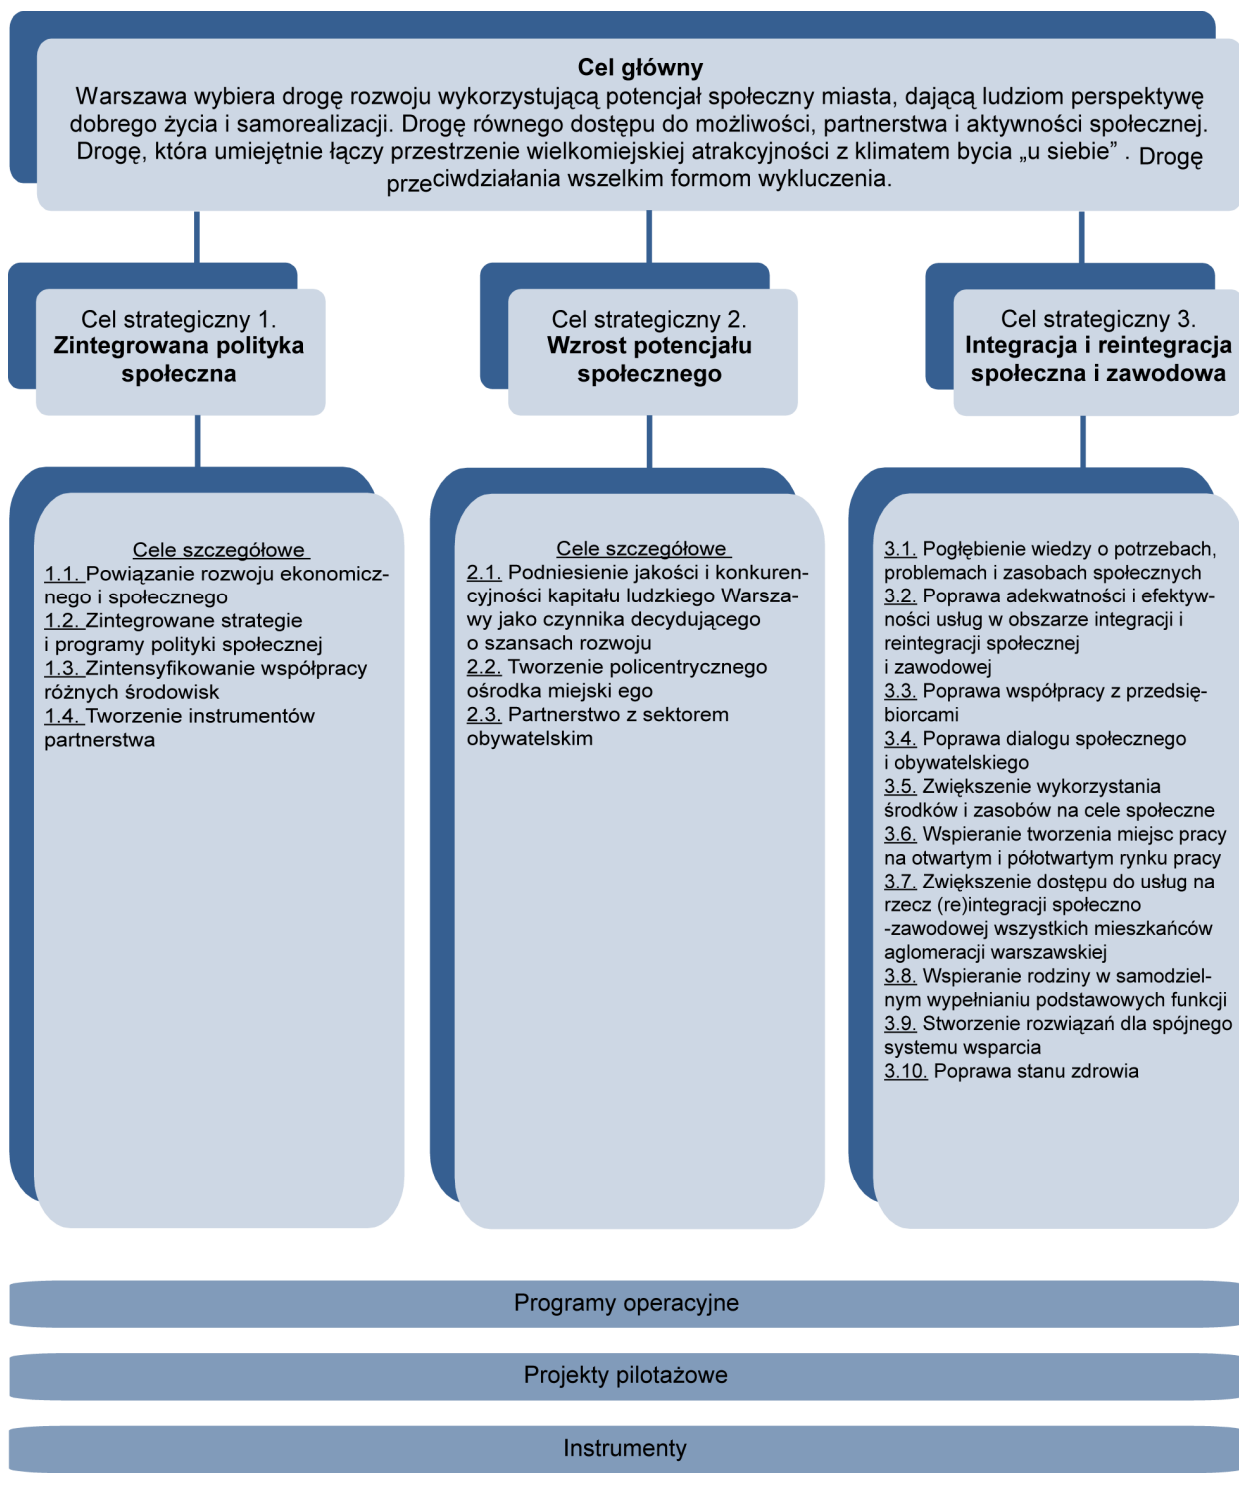 Cel główny
Warszawa wybiera drogę rozwoju wykorzystującą potencjał społeczny miasta, dającą ludziom perspektywę
dobrego życia i samorealizacji. Drogę równego dostępu do możliwości, partnerstwa i aktywności społecznej.
Drogę, która umiejętnie łączy przestrzenie wielkomiejskiej atrakcyjności z klimatem bycia „u siebie” . Drogę
przeciwdziałania wszelkim formom wykluczenia.
Cel strategiczny 1.
Zintegrowana polityka
społeczna
Cel strategiczny 2.
Wzrost potencjału
społecznego
Cel strategiczny 3.
Integracja i reintegracja
społeczna i zawodowa
Cele szczegółowe
1.1. Powiązanie rozwoju ekonomicz-
nego i społecznego
1.2. Zintegrowane strategie
i programy polityki społecznej
1.3. Zintensyfikowanie współpracy
różnych środowisk
1.4. Tworzenie instrumentów
partnerstwa
Cele szczegółowe
2.1. Podniesienie jakości i konkuren-
cyjności kapitału ludzkiego Warsza-
wy jako czynnika decydującego
o szansach rozwoju
2.2. Tworzenie policentrycznego
ośrodka miejski ego
2.3. Partnerstwo z sektorem
obywatelskim
3.1. Pogłębienie wiedzy o potrzebach,
problemach i zasobach społecznych
3.2. Poprawa adekwatności i efektyw-
ności usług w obszarze integracji i
reintegracji społecznej
i zawodowej
3.3. Poprawa współpracy z przedsię-
biorcami
3.4. Poprawa dialogu społecznego
i obywatelskiego
3.5. Zwiększenie wykorzystania
środków i zasobów na cele społeczne
3.6. Wspieranie tworzenia miejsc pracy
na otwartym i półotwartym rynku pracy
3.7. Zwiększenie dostępu do usług na
rzecz (re)integracji społeczno
-zawodowej wszystkich mieszkańców
aglomeracji warszawskiej
3.8. Wspieranie rodziny w samodziel-
nym wypełnianiu podstawowych funkcji
3.9. Stworzenie rozwiązań dla spójnego
systemu wsparcia
3.10. Poprawa stanu zdrowia
Programy operacyjne
Projekty pilotażowe
Instrumenty